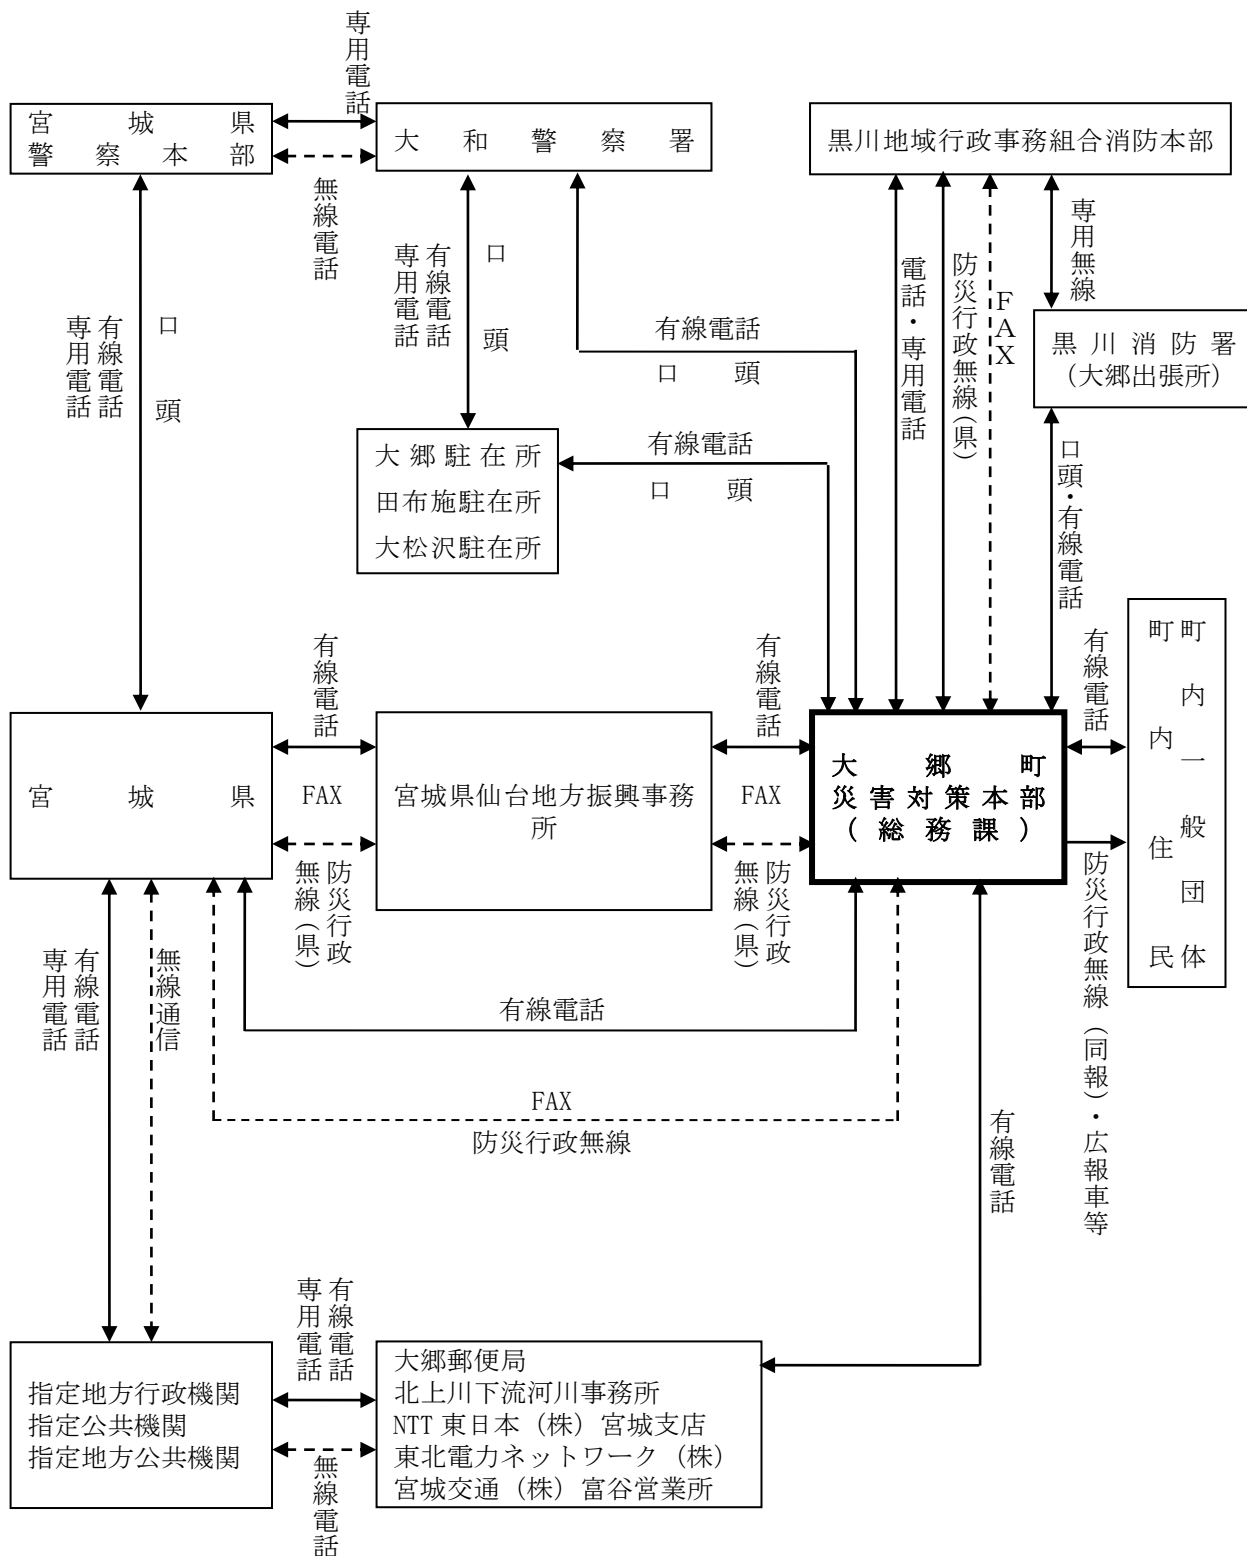 専用電話
宮城県
警察本部
大和警察署
黒川地域行政事務組合消防本部
無線電話
有線電話
専用電話
口頭
有線電話
専用電話
口頭
有線電話
口頭
電話・専用電話
防災行政無線(県)
FAX
専用無線
黒川消防署
(大郷出張所)
大郷駐在所
田布施駐在所
大松沢駐在所
有線電話
口頭
口頭・有線電話
有線電話
有線電話
有線電話
町内一般団体
町内住民
宮城県
FAX
宮城県仙台地方振興事務
所
FAX
大郷町
災害対策本部
(総務課)
防災行政
無線(県)
防災行政
無線(県)
防災行政無線(同報)・広報車等
有線電話
専用電話
無線通信
有線電話
FAX
防災行政無線
有線電話
有線電話
専用電話
指定地方行政機関
指定公共機関
指定地方公共機関
大郷郵便局
北上川下流河川事務所
NTT東日本(株)宮城支店
東北電力ネットワーク(株)
宮城交通(株)富谷営業所
無線電話